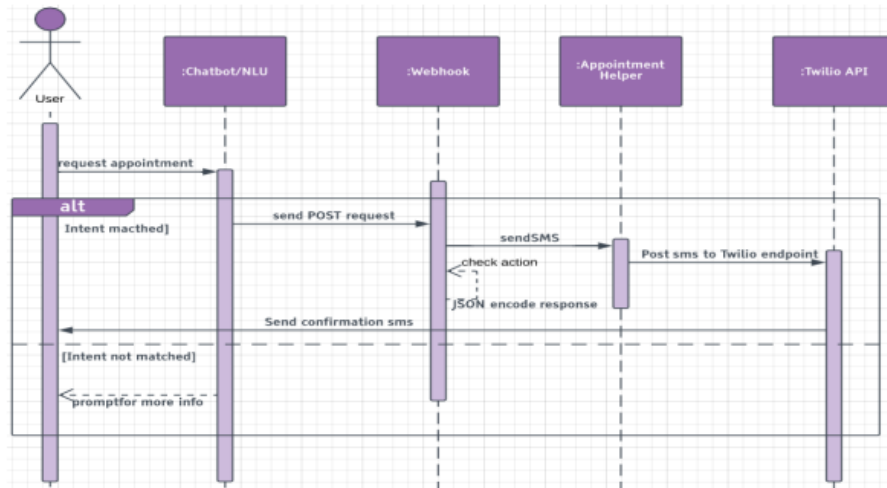 User
:Chatbot/NLU
:Webhook
:Appointment
Helper
:Twilio API
request appointment
alt
Intent macthed]
send POST request
sendSMS
Post sms to Twilio endpoint
check action
JSON encode response
Send confirmation sms
[Intent not matched]
promptfor more info